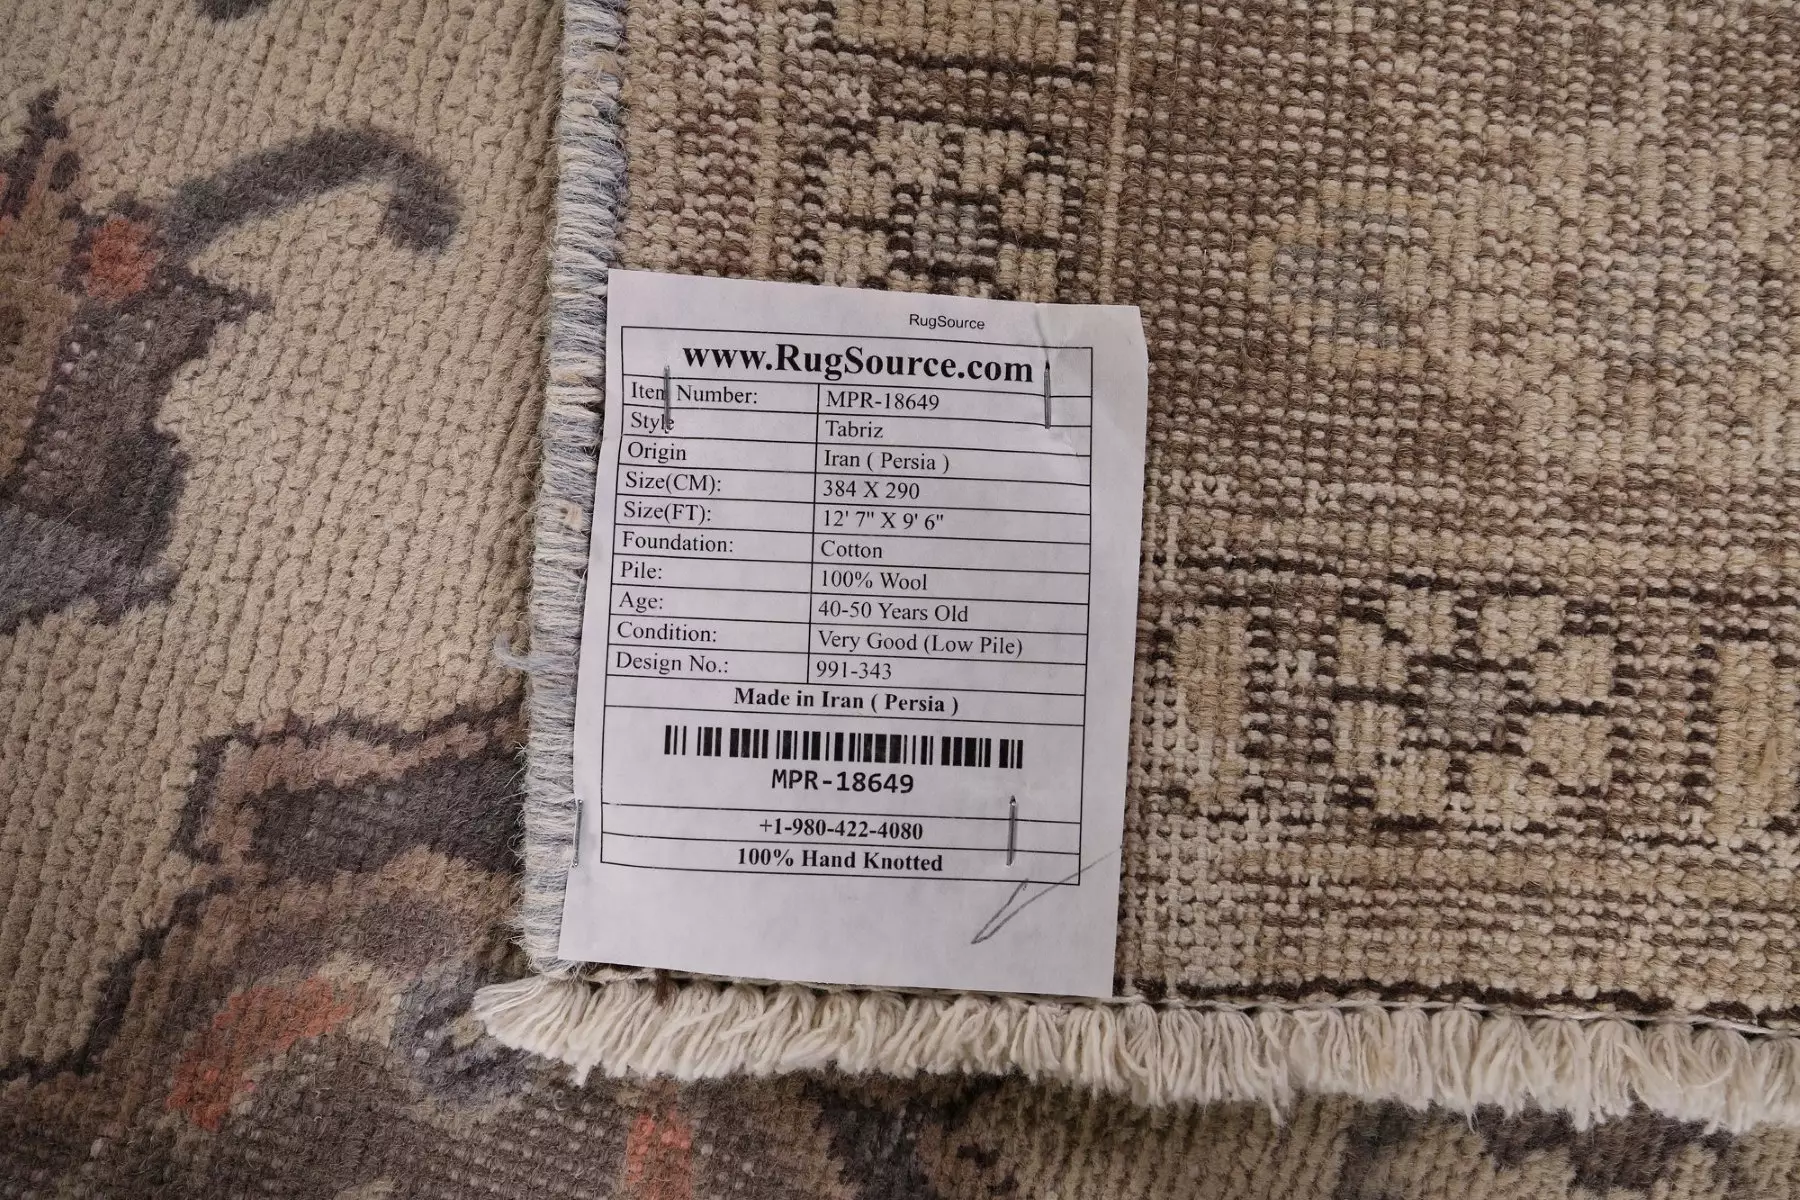 RugSource
www.RugSource.com
Item Number: MPR-18649
Style Tabriz
Origin Iran ( Persia )
Size(CM): 384 X 290
Size(FT): 12' 7" X 9' 6"
Foundation: Cotton
Pile: 100% Wool
Age: 40-50 Years Old
Condition: Very Good (Low Pile)
Design No.: 991-343
Made in Iran ( Persia )
MPR-18649
+1-980-422-4080
100% Hand Knotted